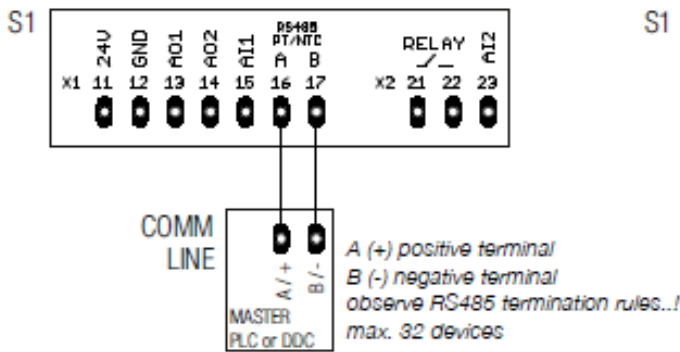 S1
S1
24V GND AO1 AO2 AI1 RS485 PT/NTC A B RELAY AI2
X1 11 12 13 14 15 16 17 X2 21 22 23
COMM
LINE
A / +
B / -
MASTER
PLC or DDC
A (+) positive terminal
B (-) negative terminal
observe RS485 termination rules..!
max. 32 devices